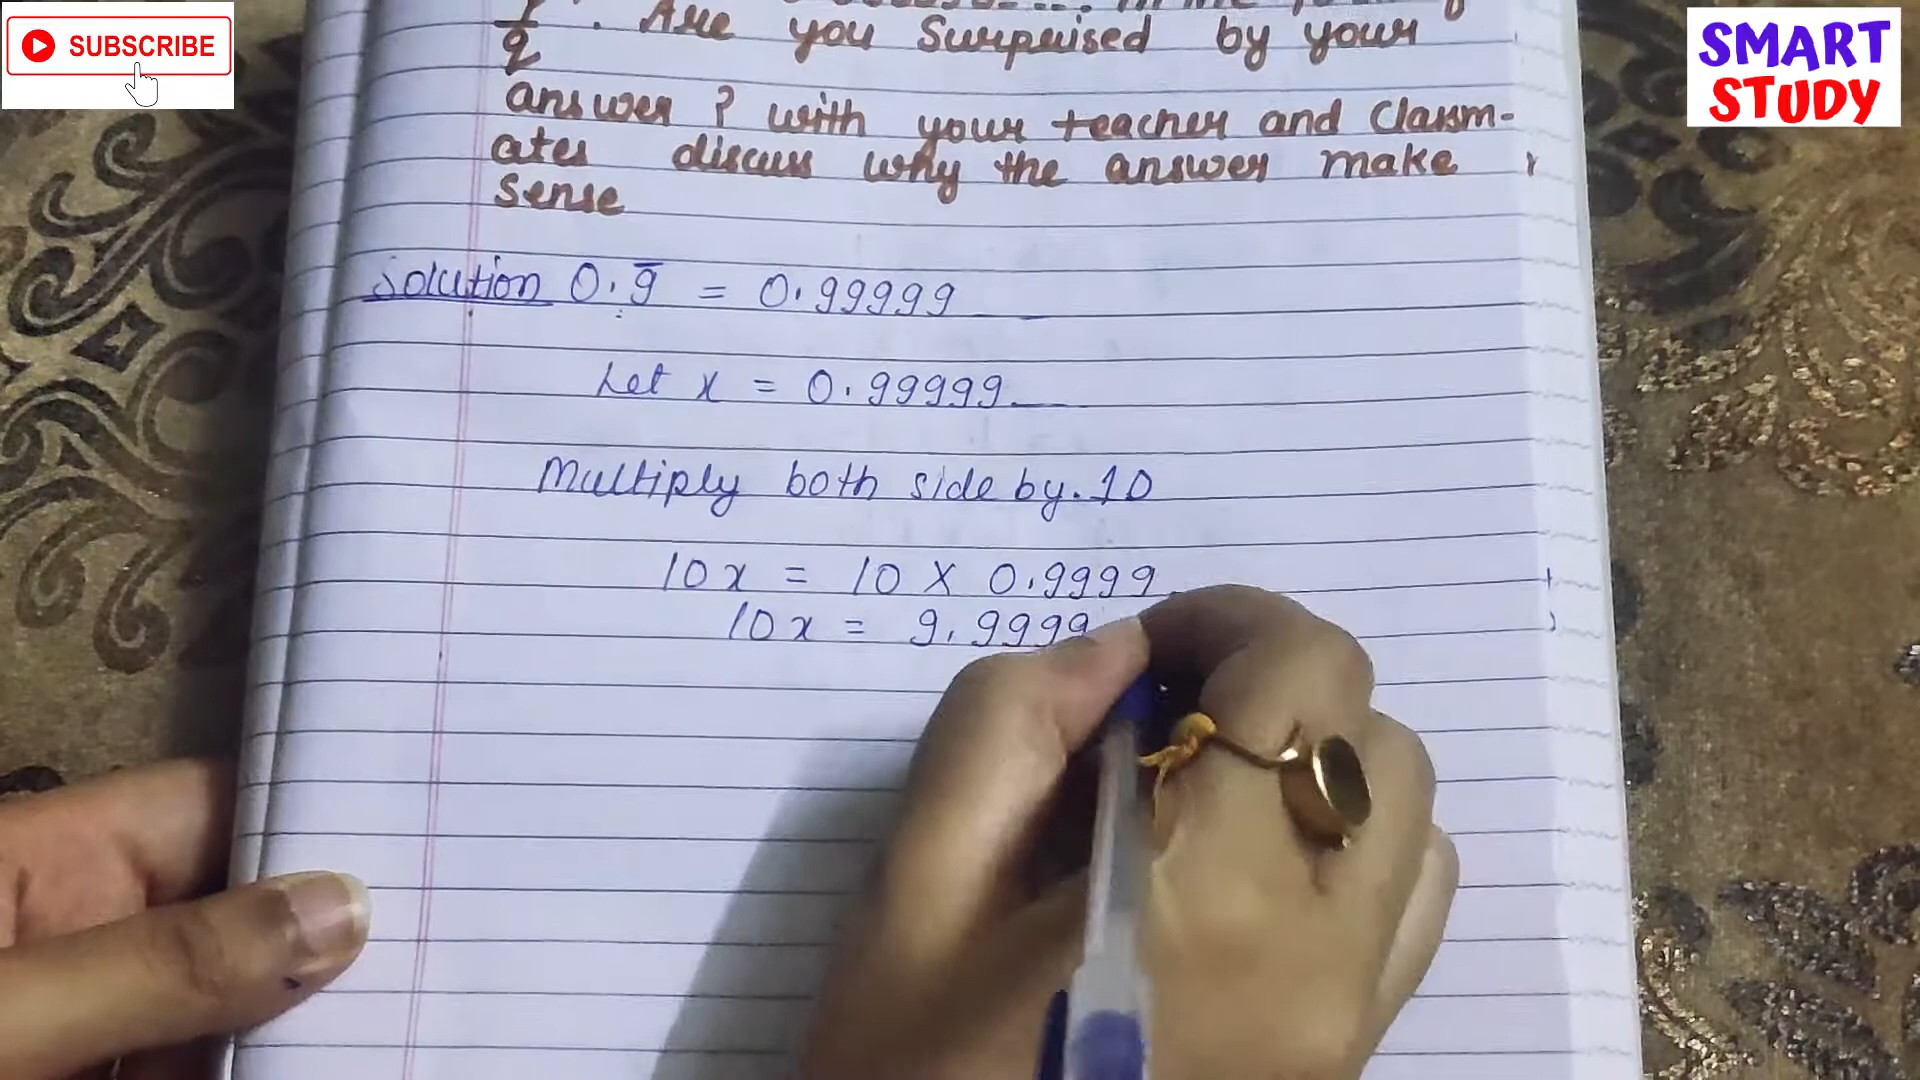 SUBSCRIBE
SMART
STUDY
p/q . Are you Surprised by your
answer ? with your teacher and Classm-
ates discuss why the answer make
sense
Solution 0.9̅ = 0.99999
Let x = 0.99999
Multiply both side by. 10
10x = 10 × 0.9999
10x = 9.9999